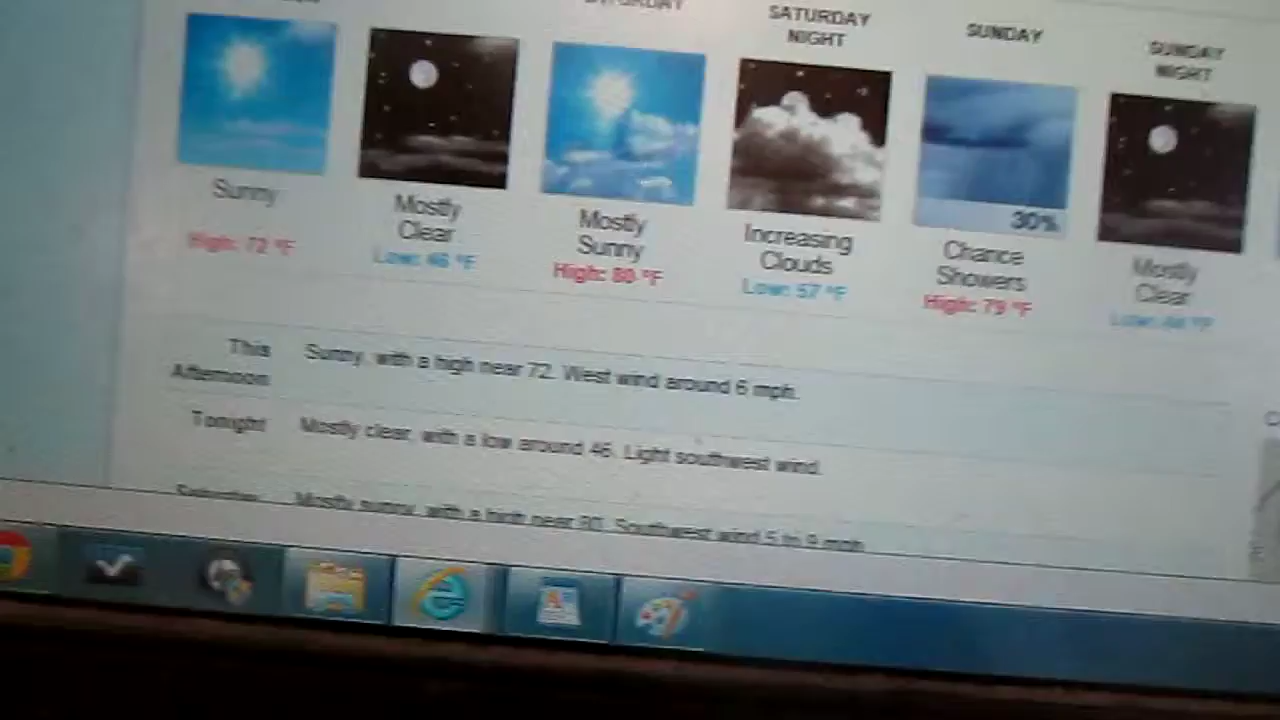 SATURDAY
SATURDAY
NIGHT
SUNDAY
SUNDAY
NIGHT
30%
Sunny
High: 72 °F
Mostly
Clear
Low: 46 °F
Mostly
Sunny
High: 80 °F
Increasing
Clouds
Low: 57 °F
Chance
Showers
High: 79 °F
Mostly
Clear
Low:
This
Afternoon
Sunny, with a high near 72. West wind around 6 mph.
Tonight
Mostly clear, with a low around 46. Light southwest wind.
Saturday
Mostly sunny, with a high near 80. Southwest wind 5 to 9 mph